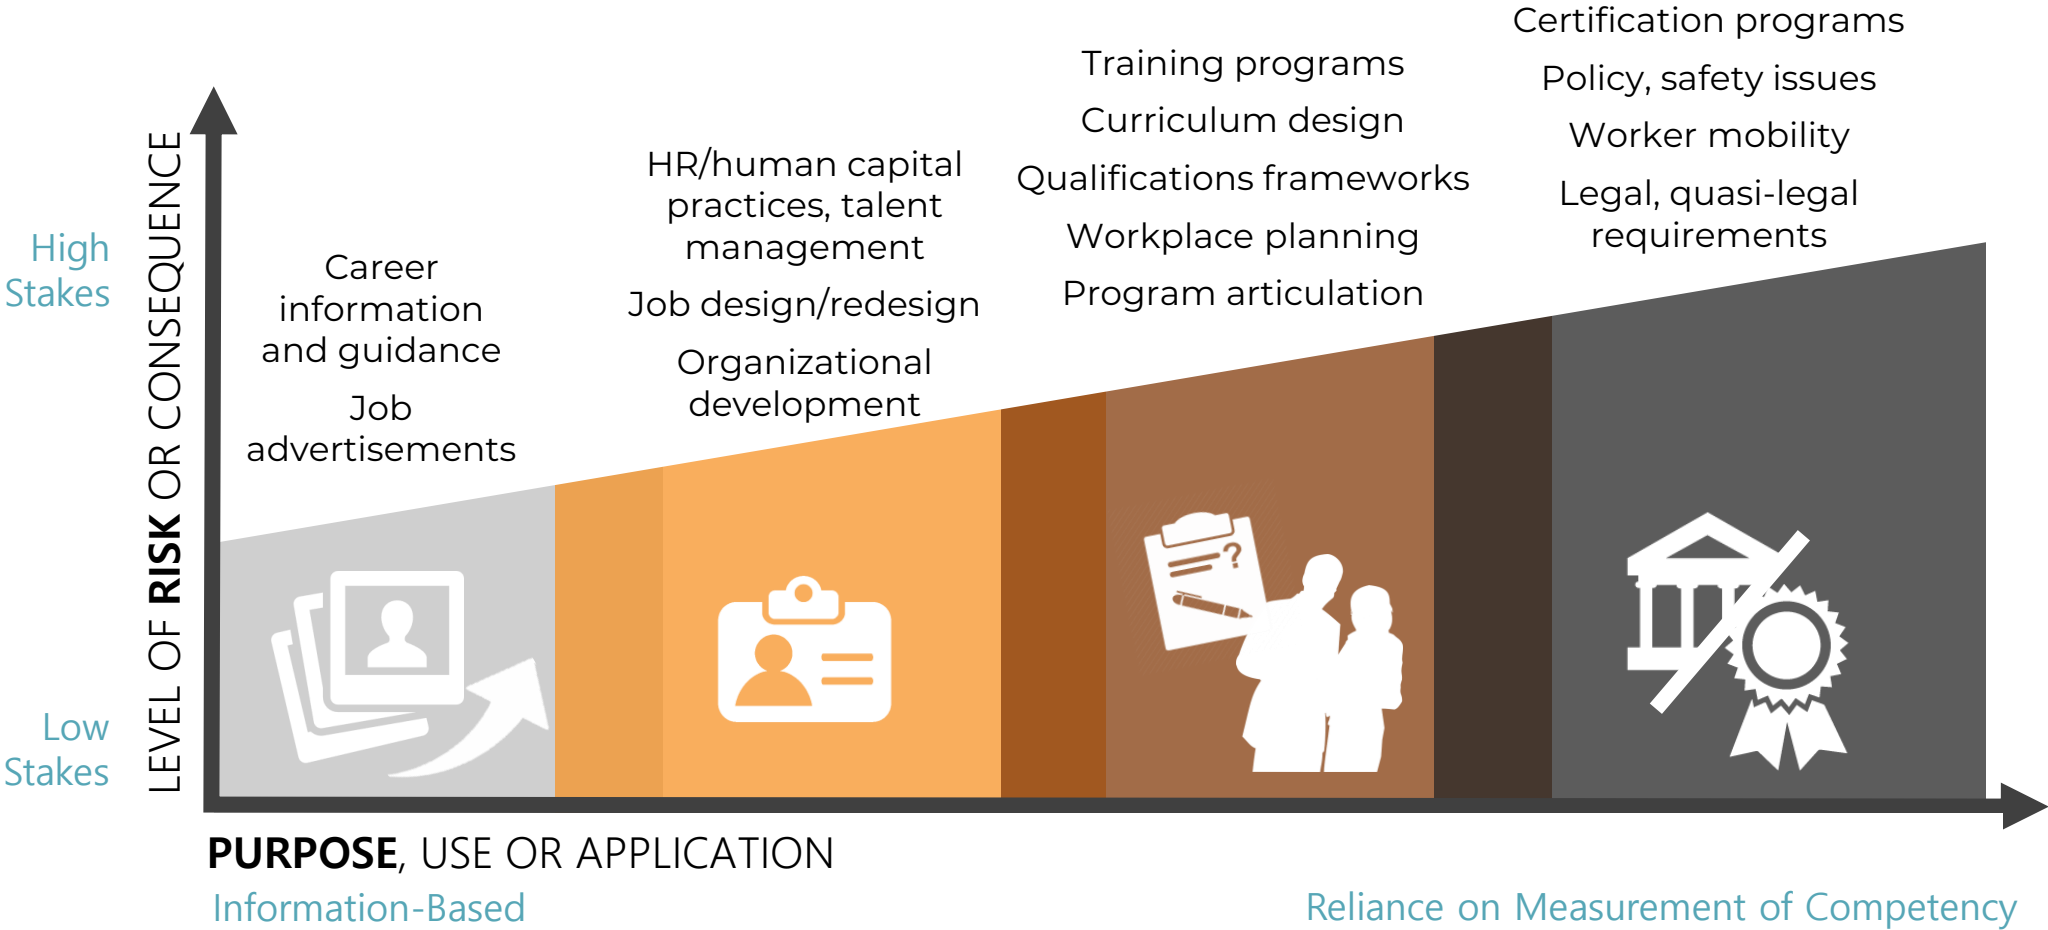 Certification programs
Policy, safety issues
Worker mobility
Legal, quasi-legal
requirements
Training programs
Curriculum design
Qualifications frameworks
Workplace planning
Program articulation
HR/human capital
practices, talent
management
Job design/redesign
Organizational
development
Career
information
and guidance
Job
advertisements
High
Stakes
Low
Stakes
LEVEL OF RISK OR CONSEQUENCE
?
PURPOSE, USE OR APPLICATION
Information-Based
Reliance on Measurement of Competency